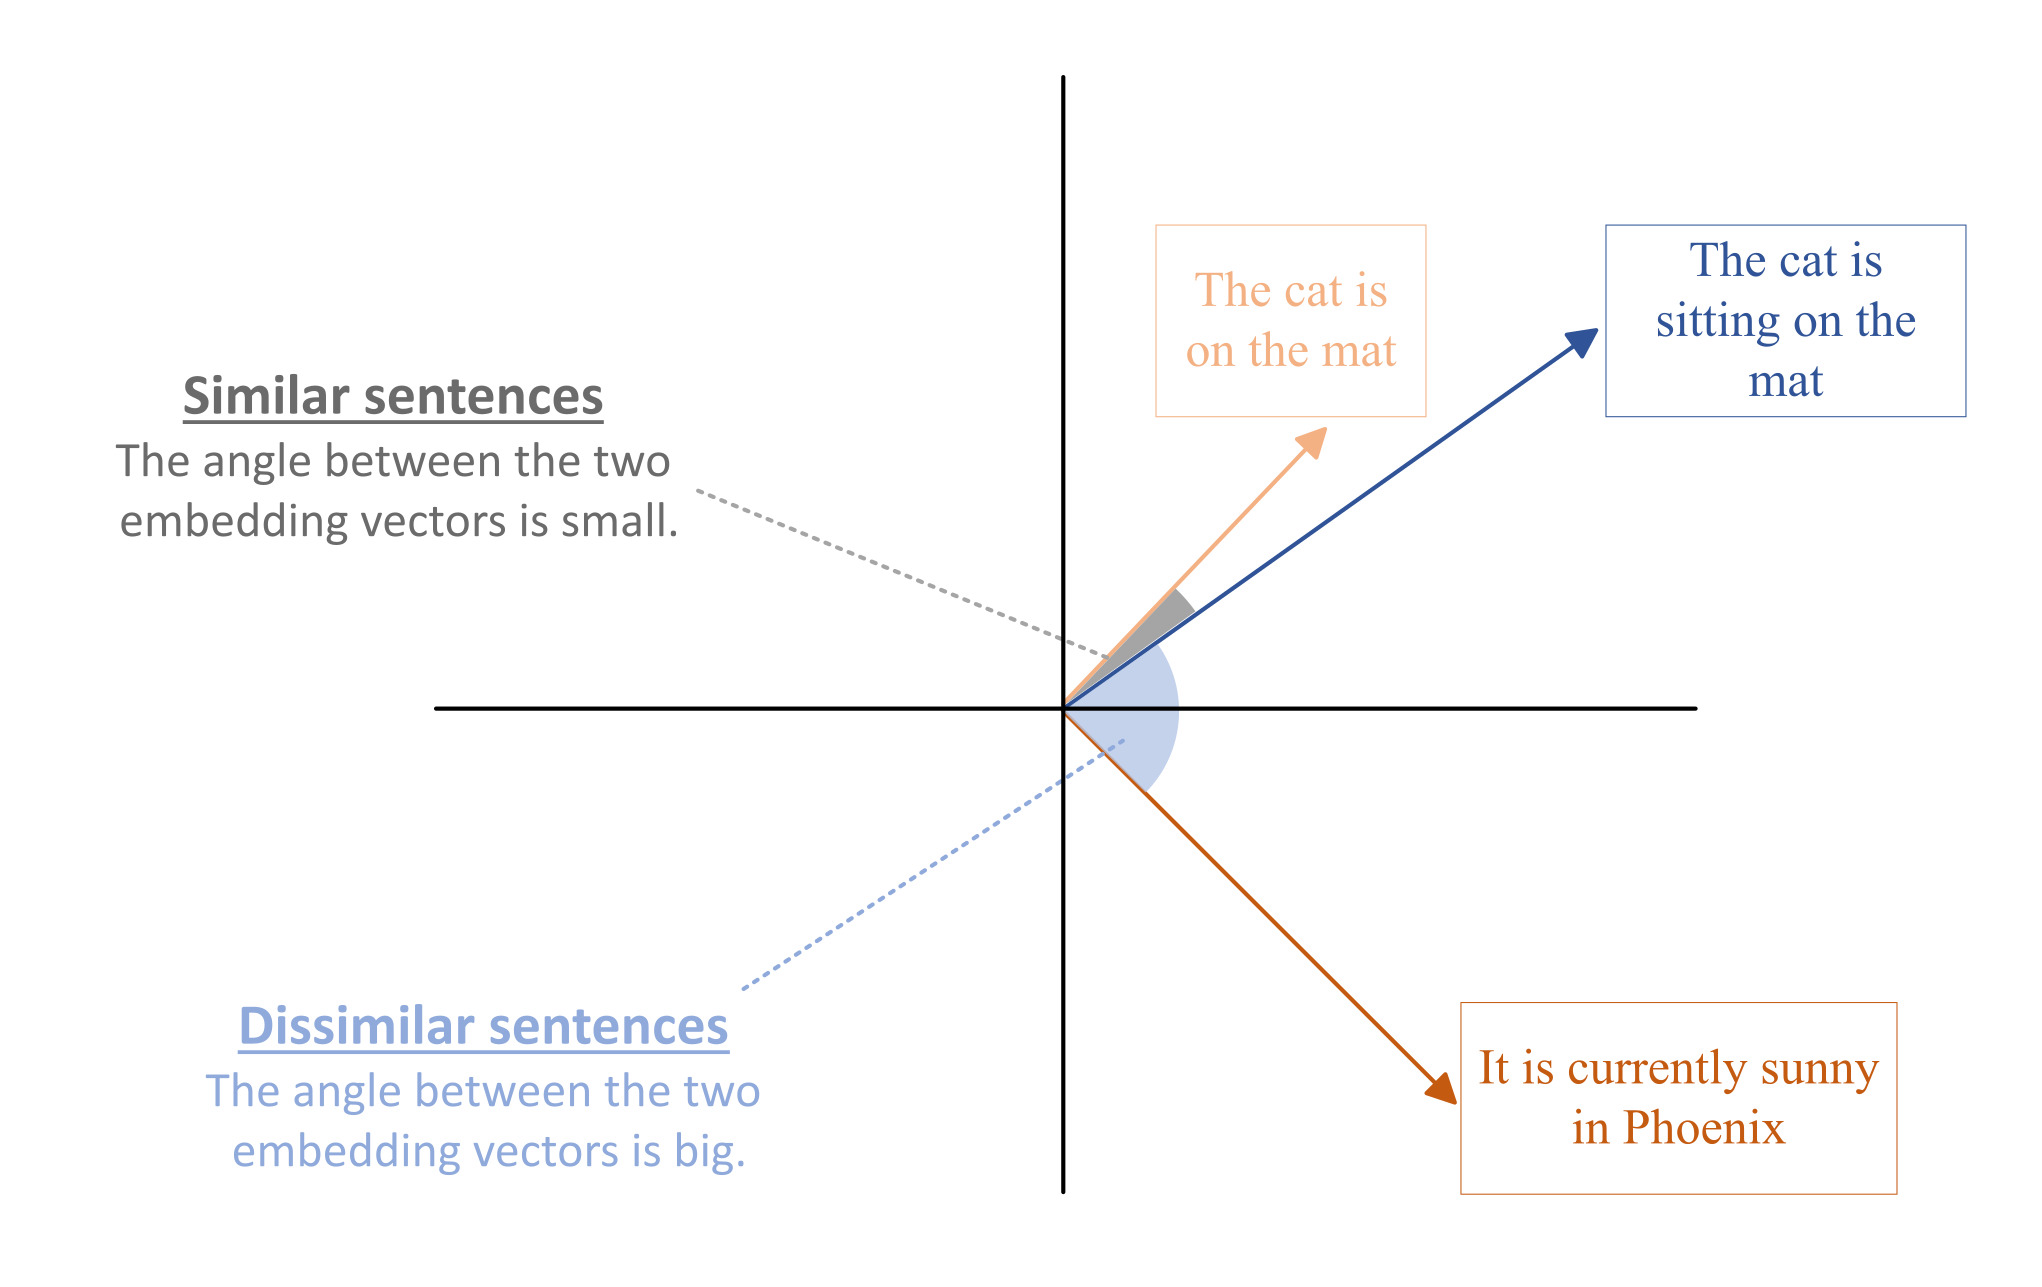 The cat is
on the mat
The cat is
sitting on the
mat
Similar sentences
The angle between the two
embedding vectors is small.
Dissimilar sentences
The angle between the two
embedding vectors is big.
It is currently sunny
in Phoenix